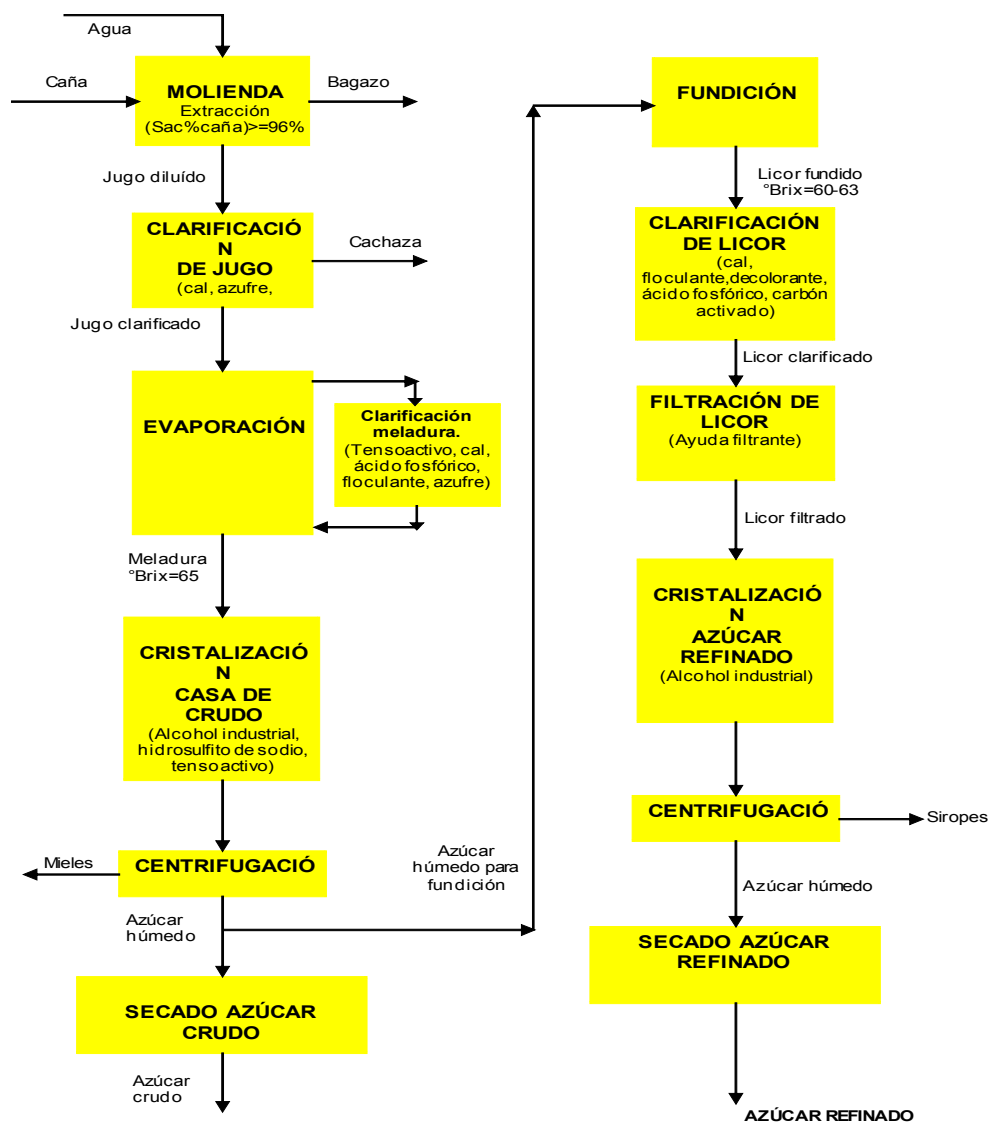 Agua
Caña
MOLIENDA
Extracción
(Sac%caña)>=96%
Bagazo
Jugo diluído
CLARIFICACIÓ
N
DE JUGO
(cal, azufre,
Cachaza
Jugo clarificado
EVAPORACIÓN
Clarificación
meladura.
(Tensoactivo, cal,
ácido fosfórico,
floculante, azufre)
Meladura
°Brix=65
CRISTALIZACIÓ
N
CASA DE
CRUDO
(Alcohol industrial,
hidrosulfito de sodio,
tensoactivo)
Mieles
CENTRIFUGACIÓ
Azúcar
húmedo
Azúcar
húmedo para
fundición
SECADO AZÚCAR
CRUDO
Azúcar
crudo
FUNDICIÓN
Licor fundido
°Brix=60-63
CLARIFICACIÓN
DE LICOR
(cal,
floculante,decolorante,
ácido fosfórico, carbón
activado)
Licor clarificado
FILTRACIÓN DE
LICOR
(Ayuda filtrante)
Licor filtrado
CRISTALIZACIÓ
N
AZÚCAR
REFINADO
(Alcohol industrial)
CENTRIFUGACIÓ
Siropes
Azúcar húmedo
SECADO AZÚCAR
REFINADO
AZÚCAR REFINADO